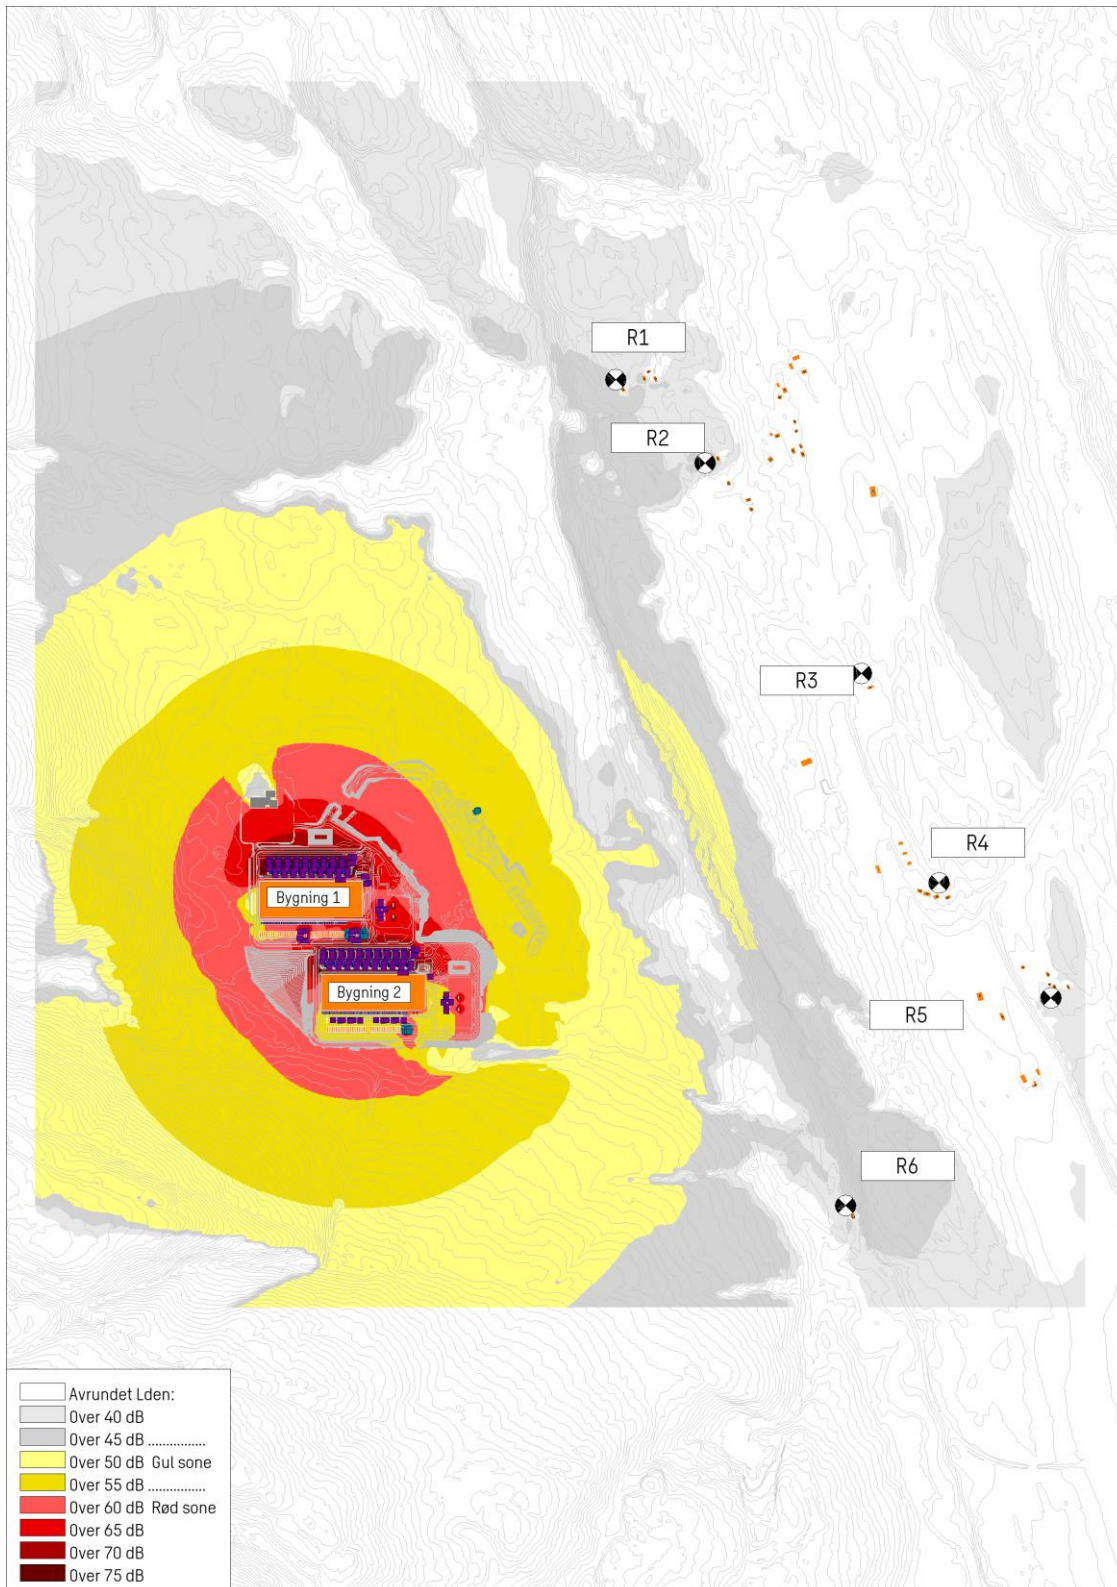 R1
R2
R3
R4
Bygning 1
Bygning 2
R5
R6
Avrundet Lden:
Over 40 dB
Over 45 dB ...............
Over 50 dB Gul sone
Over 55 dB ...............
Over 60 dB Rød sone
Over 65 dB
Over 70 dB
Over 75 dB